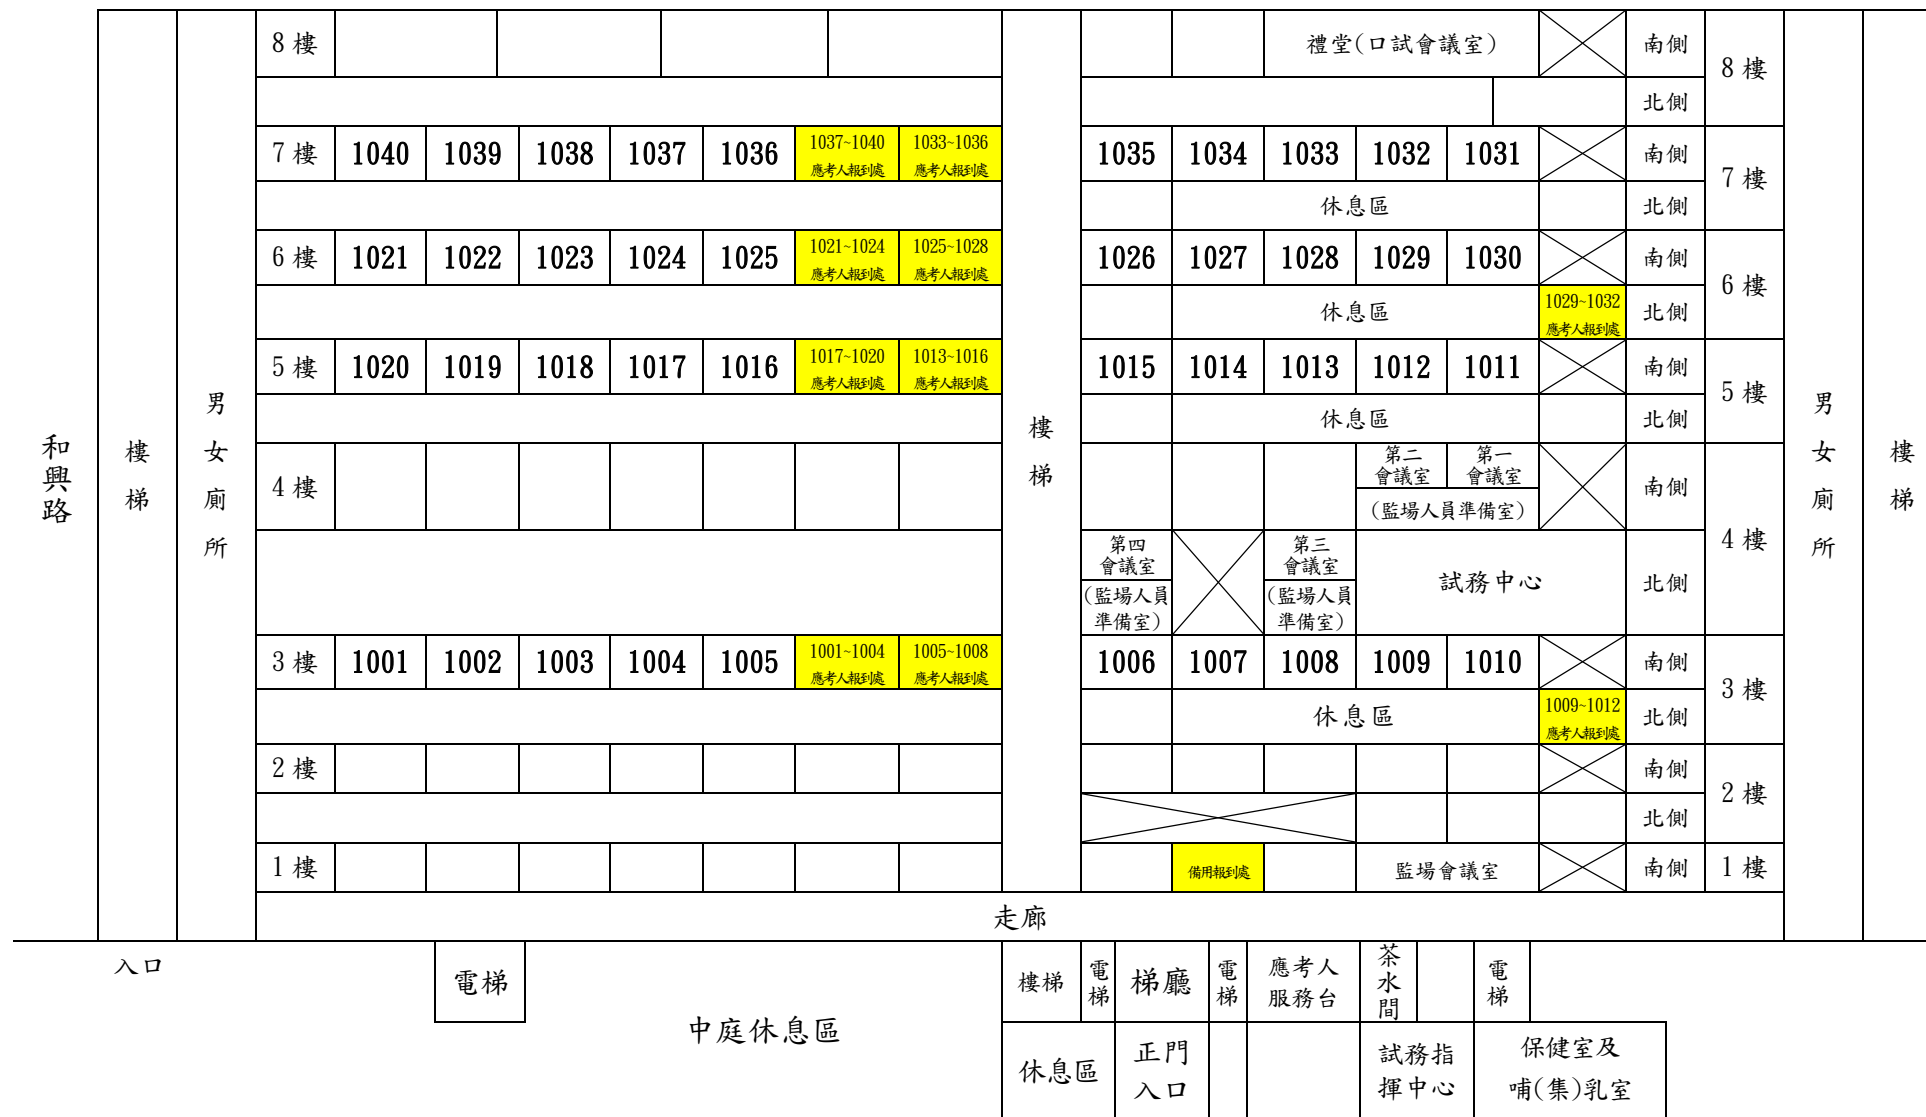 8樓 禮堂(口試會議室) 南側
8樓
北側
7樓 1040 1039 1038 1037 1036 1037~1040 1033~1036 1035 1034 1033 1032 1031 南側
應考人報到處 應考人報到處
7樓
休息區 北側
6樓 1021 1022 1023 1024 1025 1021~1024 1025~1028 1026 1027 1028 1029 1030 南側
應考人報到處 應考人報到處
6樓
休息區 1029~1032 北側
應考人報到處
5樓 1020 1019 1018 1017 1016 1017~1020 1013~1016 1015 1014 1013 1012 1011 南側
應考人報到處 應考人報到處
5樓
休息區 北側
和興路
樓梯
男女廁所
樓梯
男女廁所
樓梯
4樓 第二會議室 第一會議室 南側
(監場人員準備室)
4樓
第四會議室 第三會議室 試務中心 北側
(監場人員準備室) (監場人員準備室)
3樓 1001 1002 1003 1004 1005 1001~1004 1005~1008 1006 1007 1008 1009 1010 南側
應考人報到處 應考人報到處
3樓
休息區 1009~1012 北側
應考人報到處
2樓 南側
2樓
北側
1樓 備用報到處 監場會議室 南側 1樓
走廊
入口 電梯 樓梯 電梯 梯廳 電梯 應考人服務台 茶水間 電梯
中庭休息區
休息區 正門入口 試務指揮中心 保健室及哺(集)乳室